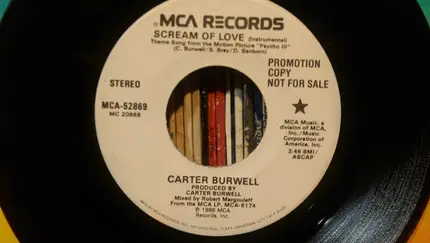 MCA RECORDS
SCREAM OF LOVE (Instrumental)
Theme Song from the Motion Picture "Psycho III"
(C. Burwell/S. Bray/D. Sanborn)
STEREO
MCA-52869
MC 20868
PROMOTION
COPY
NOT FOR SALE
MCA Music, a
division of MCA,
Inc./Music
Corporation of
America, Inc.
3:46 BMI/
ASCAP
CARTER BURWELL
PRODUCED BY
CARTER BURWELL
Mixed by Robert Margouleff
From the MCA LP, MCA-6174
℗ 1986 MCA
Records, Inc.